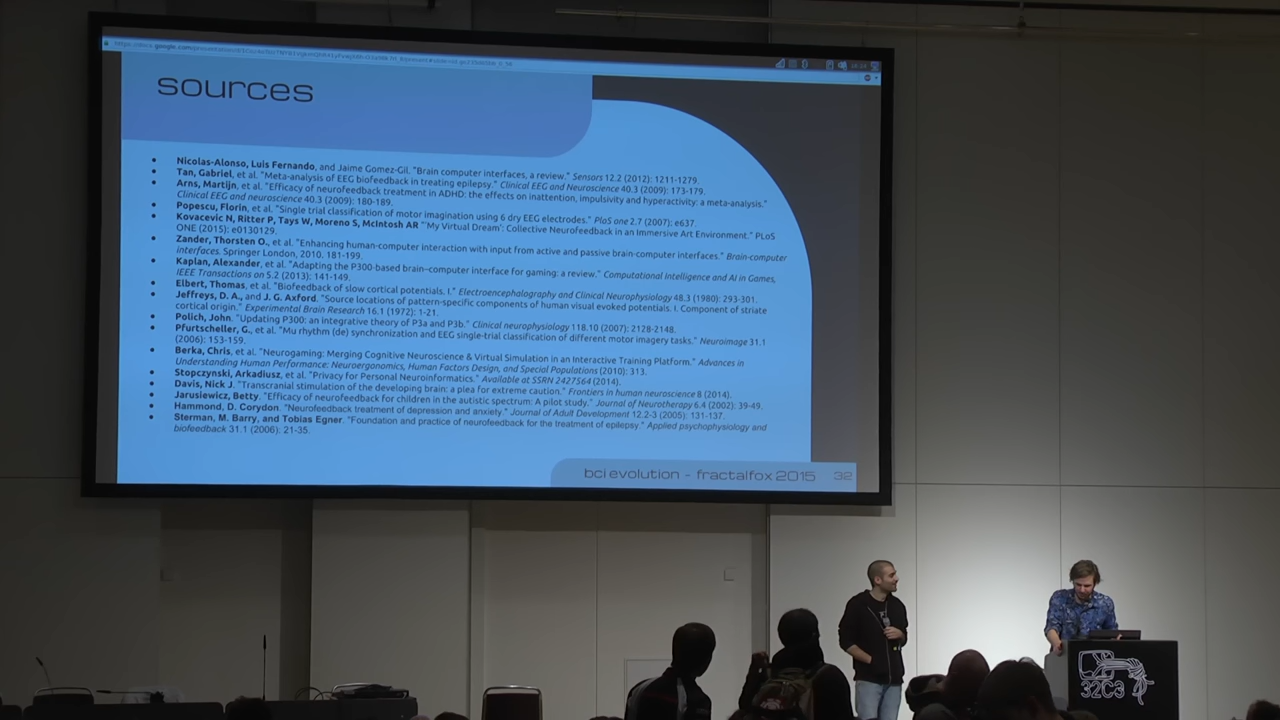 sources
• Nicolas-Alonso, Luis Fernando, and Jaime Gomez-Gil. "Brain computer interfaces, a review." Sensors 12.2 (2012): 1211-1279.
• Tan, Gabriel, et al. "Meta-analysis of EEG biofeedback in treating epilepsy." Clinical EEG and Neuroscience 40.3 (2009): 173-179.
• Arns, Martijn, et al. "Efficacy of neurofeedback treatment in ADHD: the effects on inattention, impulsivity and hyperactivity: a meta-analysis."
Clinical EEG and neuroscience 40.3 (2009): 180-189.
• Popescu, Florin, et al. "Single trial classification of motor imagination using 6 dry EEG electrodes." PloS one 2.7 (2007): e637.
• Kovacevic N, Ritter P, Tays W, Moreno S, McIntosh AR "'My Virtual Dream': Collective Neurofeedback in an Immersive Art Environment." PLoS
ONE (2015): e0130129.
• Zander, Thorsten O., et al. "Enhancing human-computer interaction with input from active and passive brain-computer interfaces." Brain-computer
interfaces. Springer London, 2010. 181-199.
• Kaplan, Alexander, et al. "Adapting the P300-based brain–computer interface for gaming: a review." Computational Intelligence and AI in Games,
IEEE Transactions on 5.2 (2013): 141-149.
• Elbert, Thomas, et al. "Biofeedback of slow cortical potentials. I." Electroencephalography and Clinical Neurophysiology 48.3 (1980): 293-301.
• Jeffreys, D. A., and J. G. Axford. "Source locations of pattern-specific components of human visual evoked potentials. I. Component of striate
cortical origin." Experimental Brain Research 16.1 (1972): 1-21.
• Polich, John. "Updating P300: an integrative theory of P3a and P3b." Clinical neurophysiology 118.10 (2007): 2128-2148.
• Pfurtscheller, G., et al. "Mu rhythm (de) synchronization and EEG single-trial classification of different motor imagery tasks." Neuroimage 31.1
(2006): 153-159.
• Berka, Chris, et al. "Neurogaming: Merging Cognitive Neuroscience & Virtual Simulation in an Interactive Training Platform." Advances in
Understanding Human Performance: Neuroergonomics, Human Factors Design, and Special Populations (2010): 313.
• Stopczynski, Arkadiusz, et al. "Privacy for Personal Neuroinformatics." Available at SSRN 2427564 (2014).
• Davis, Nick J. "Transcranial stimulation of the developing brain: a plea for extreme caution." Frontiers in human neuroscience 8 (2014).
• Jarusiewicz, Betty. "Efficacy of neurofeedback for children in the autistic spectrum: A pilot study." Journal of Neurotherapy 6.4 (2002): 39-49.
• Hammond, D. Corydon. "Neurofeedback treatment of depression and anxiety." Journal of Adult Development 12.2-3 (2005): 131-137.
• Sterman, M. Barry, and Tobias Egner. "Foundation and practice of neurofeedback for the treatment of epilepsy." Applied psychophysiology and
biofeedback 31.1 (2006): 21-35.
bci evolution - fractalfox 2015 32
32C3